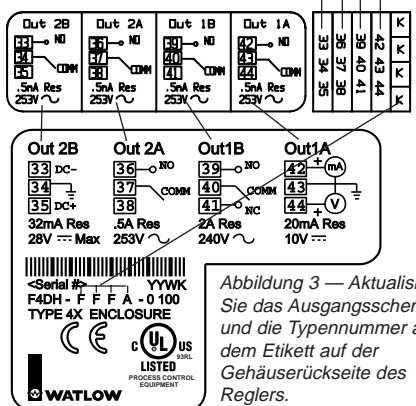 Out 2B Out 2A Out 1B Out 1A
33 NO 36 NO 39 NO 42 NO
34 COMM 37 COMM 40 COMM 43 COMM
35 38 41 44
.5mA Res .5mA Res .5mA Res .5mA Res
253V 253V 253V 253V
33 34 35
36 37 38
39 40 41
42 43 44
K
K
K
K
Out 2B Out 2A Out1B Out1A
33 DC- 36 NO 39 NO 42 + mA
34 37 COMM 40 COMM 43
35 DC+ 38 41 NC 44 + V
32mA Res .5A Res 2A Res 20mA Res
28V Max 253V 240V 10V
<Serial #> YYWK
F4DH - F F F A - 0 100
TYPE 4X ENCLOSURE
CE c UL US
93RL
LISTED
PROCESS CONTROL
EQUIPMENT
WATLOW
Abbildung 3 — Aktualis
Sie das Ausgangsschem
und die Typennummer a
dem Etikett auf der
Gehäuserückseite des
Reglers.